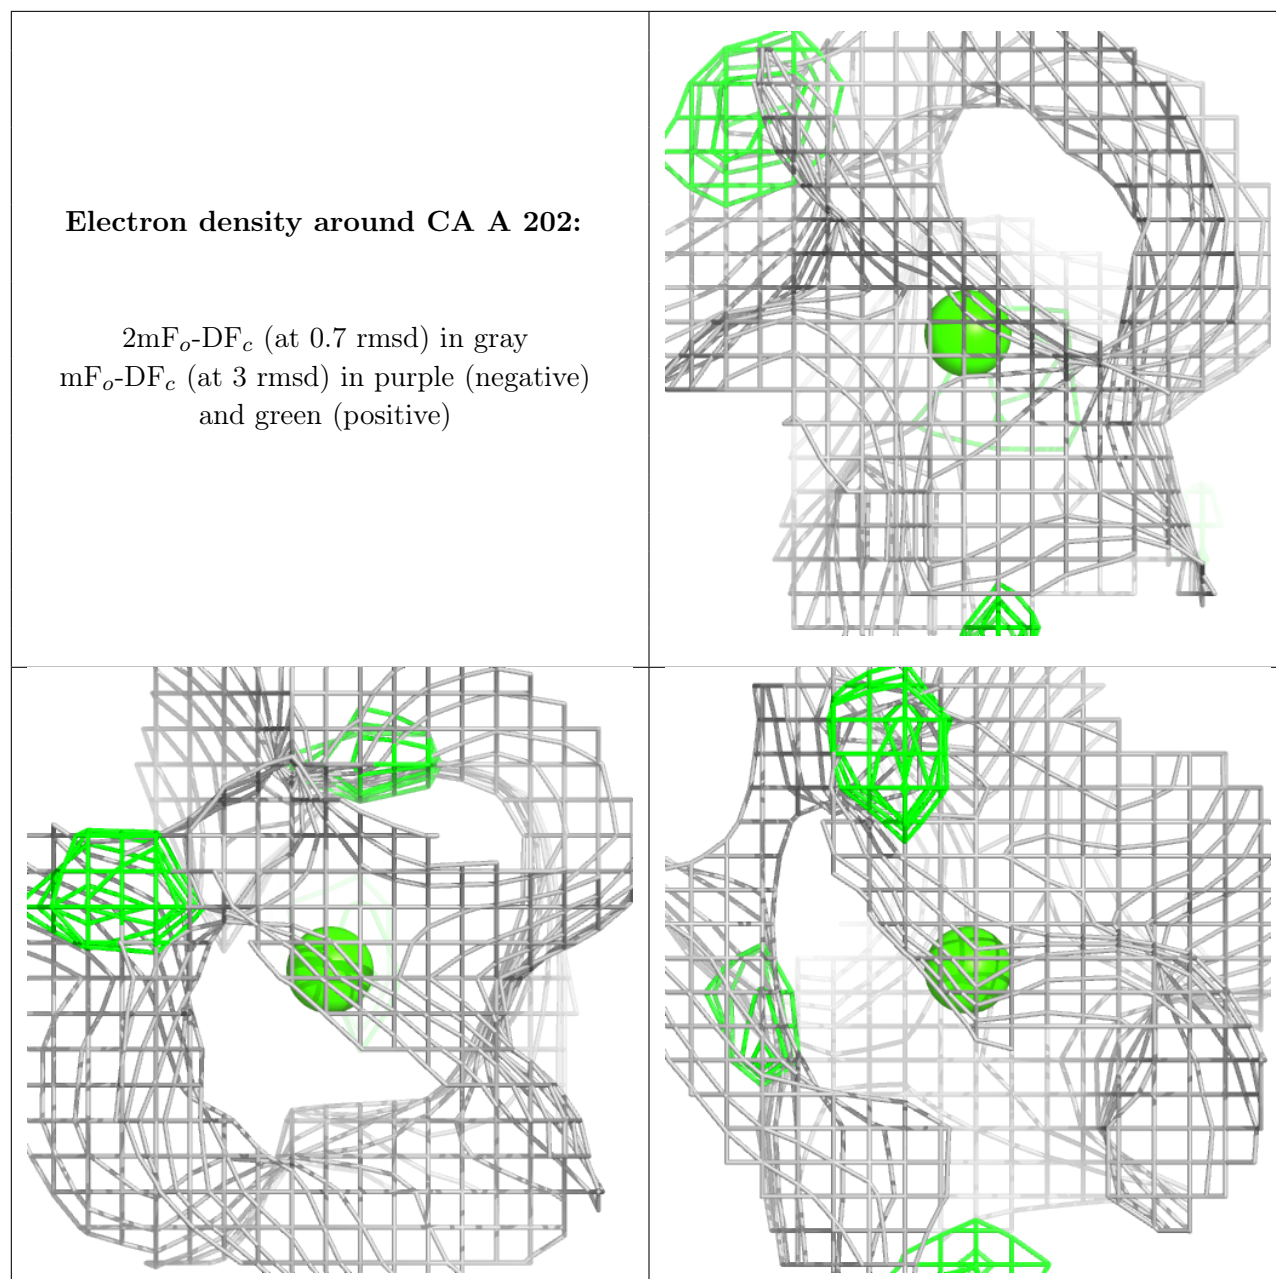 Electron density around CA A 202:
2mFₒ-DF𝒸 (at 0.7 rmsd) in gray
mFₒ-DF𝒸 (at 3 rmsd) in purple (negative)
and green (positive)